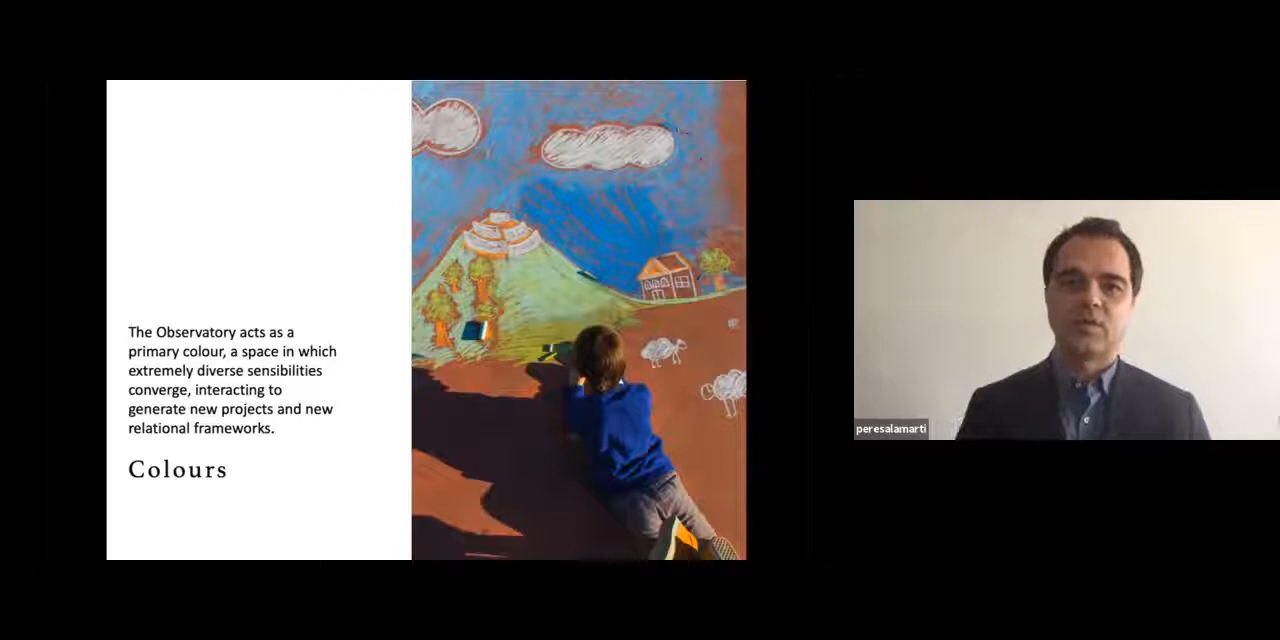 The Observatory acts as a
primary colour, a space in which
extremely diverse sensibilities
converge, interacting to
generate new projects and new
relational frameworks.
Colours
peresalamarti